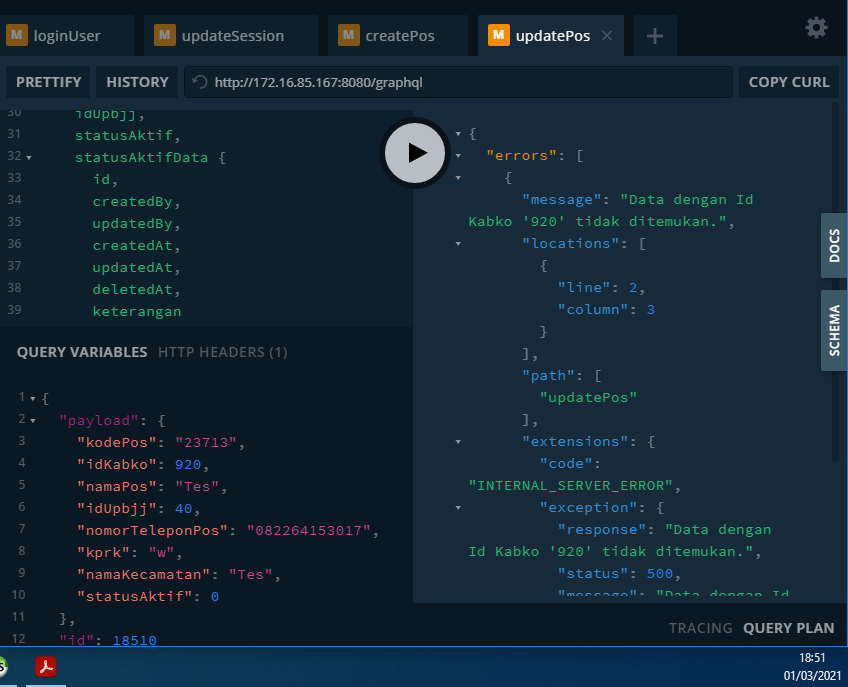 M loginUser
M updateSession
M createPos
M updatePos
PRETTIFY
HISTORY
http://172.16.85.167:8080/graphql
COPY CURL
30 idUpbjj,
31 statusAktif,
32 statusAktifData {
33 id,
34 createdBy,
35 updatedBy,
36 createdAt,
37 updatedAt,
38 deletedAt,
39 keterangan
QUERY VARIABLES HTTP HEADERS (1)
1 {
2 "payload": {
3 "kodePos": "23713",
4 "idKabko": 920,
5 "namaPos": "Tes",
6 "idUpbjj": 40,
7 "nomorTeleponPos": "082264153017",
8 "kprk": "w",
9 "namaKecamatan": "Tes",
10 "statusAktif": 0
11 },
12 "id": 18510
{
"errors": [
{
"message": "Data dengan Id
Kabko '920' tidak ditemukan.",
"locations": [
{
"line": 2,
"column": 3
}
],
"path": [
"updatePos"
],
"extensions": {
"code":
"INTERNAL_SERVER_ERROR",
"exception": {
"response": "Data dengan
Id Kabko '920' tidak ditemukan.",
"status": 500,
"message": "Data dengan Id
DOCS
SCHEMA
TRACING QUERY PLAN
S
18:51
01/03/2021